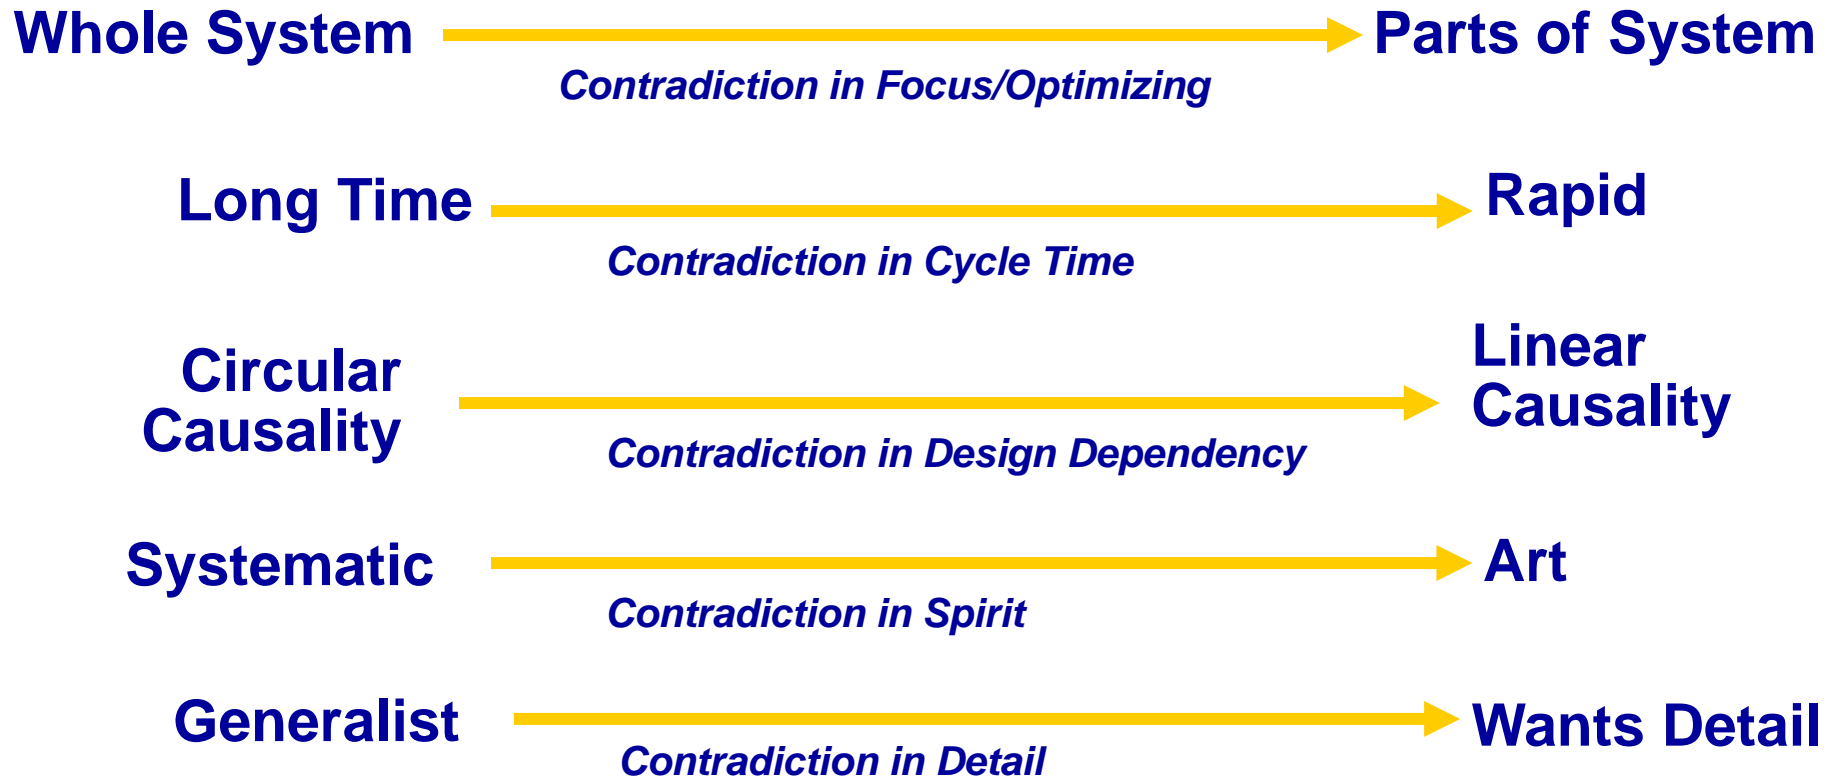 Whole System
Parts of System
Contradiction in Focus/Optimizing
Long Time
Rapid
Contradiction in Cycle Time
Circular
Causality
Linear
Causality
Contradiction in Design Dependency
Systematic
Art
Contradiction in Spirit
Generalist
Wants Detail
Contradiction in Detail